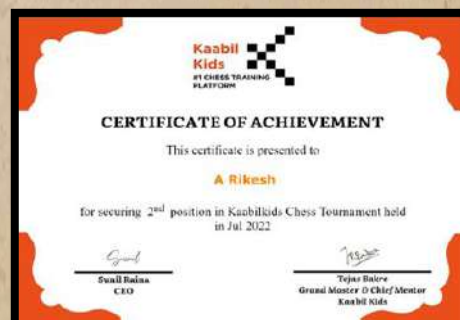 Kaabil
Kids
#1 CHESS TRAINING
PLATFORM
CERTIFICATE OF ACHIEVEMENT
This certificate is presented to
A Rikesh
for securing 2nd position in Kaabilkids Chess Tournament held
in Jul 2022
Sunil Raina
CEO
Tejas Bakre
Grand Master & Chief Mentor
Kaabil Kids